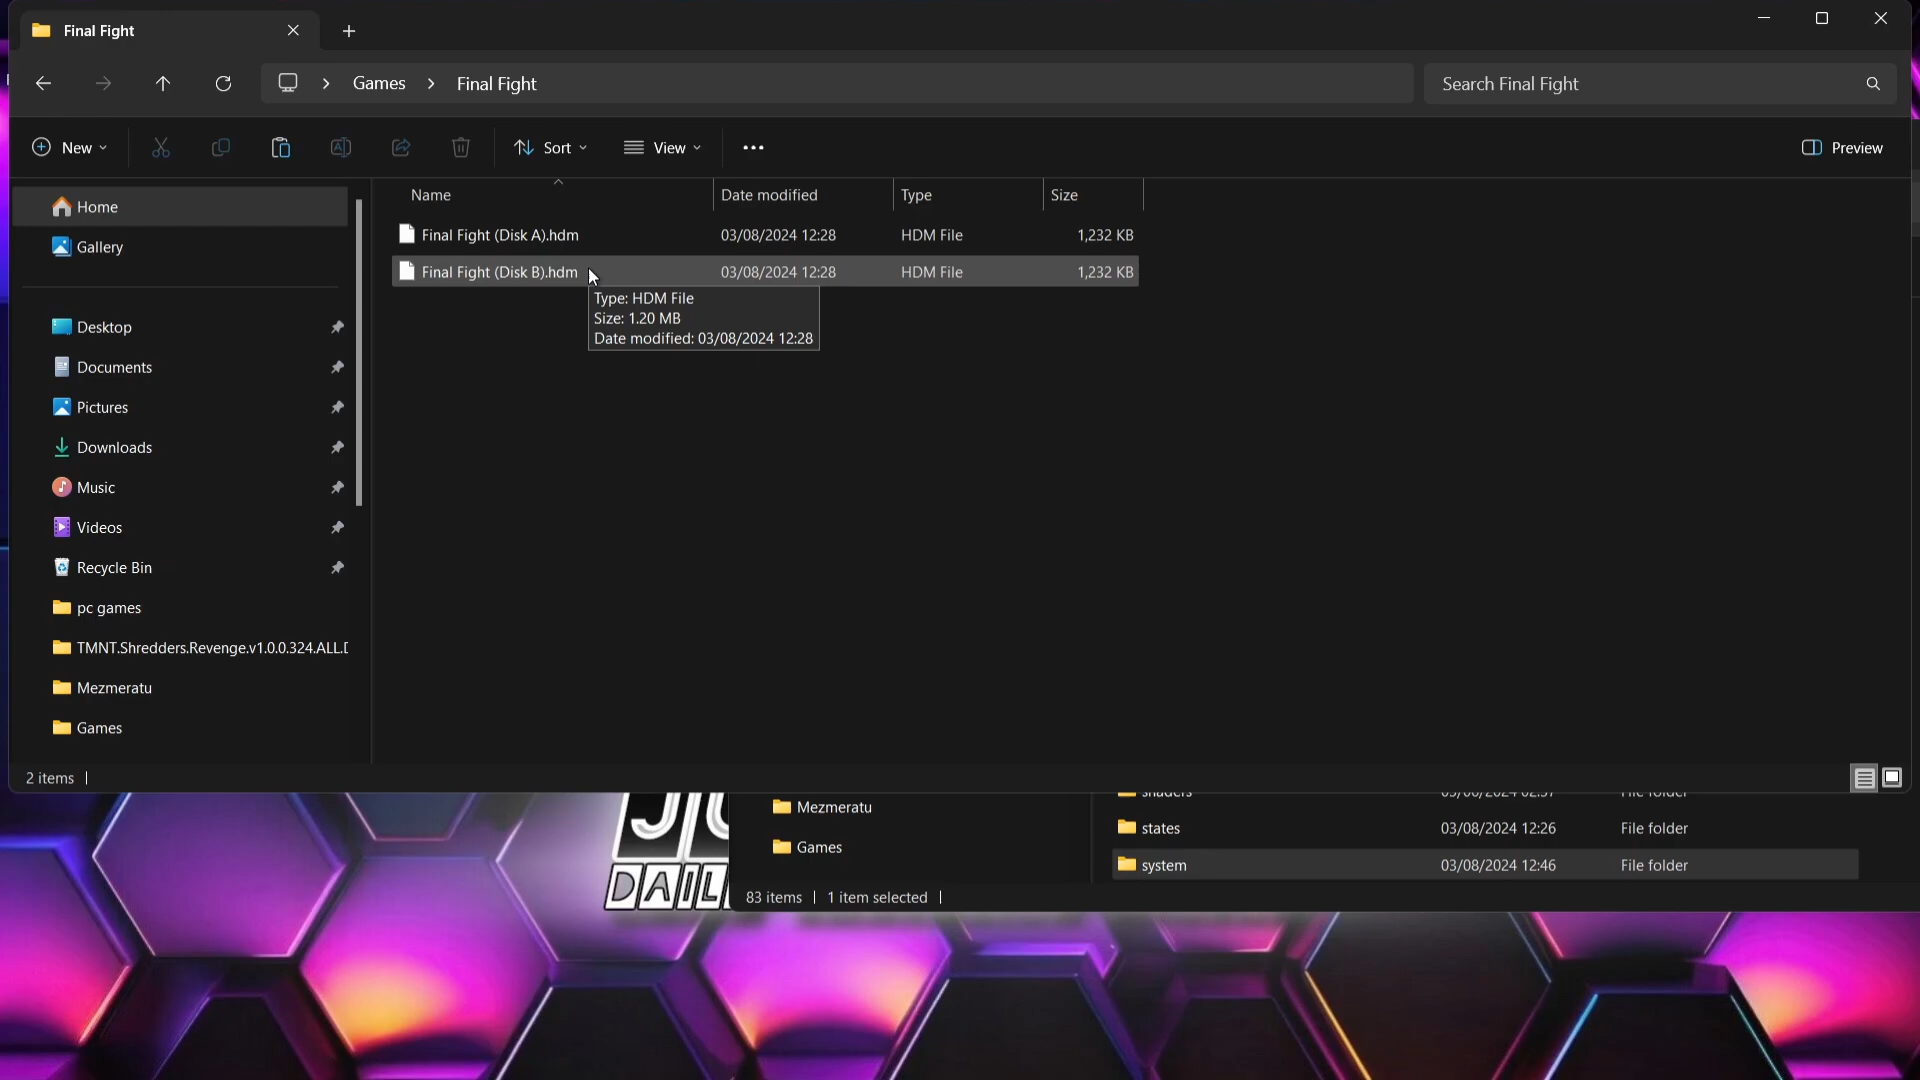 Final Fight
Games > Final Fight
Search Final Fight
New
Sort
View
Preview
Name Date modified Type Size
Final Fight (Disk A).hdm 03/08/2024 12:28 HDM File 1,232 KB
Final Fight (Disk B).hdm 03/08/2024 12:28 HDM File 1,232 KB
Type: HDM File
Size: 1.20 MB
Date modified: 03/08/2024 12:28
Home
Gallery
Desktop
Documents
Pictures
Downloads
Music
Videos
Recycle Bin
pc games
TMNT.Shredders.Revenge.v1.0.0.324.ALL.
Mezmeratu
Games
2 items
Mezmeratu
Games
states 03/08/2024 12:26 File folder
system 03/08/2024 12:46 File folder
83 items 1 item selected